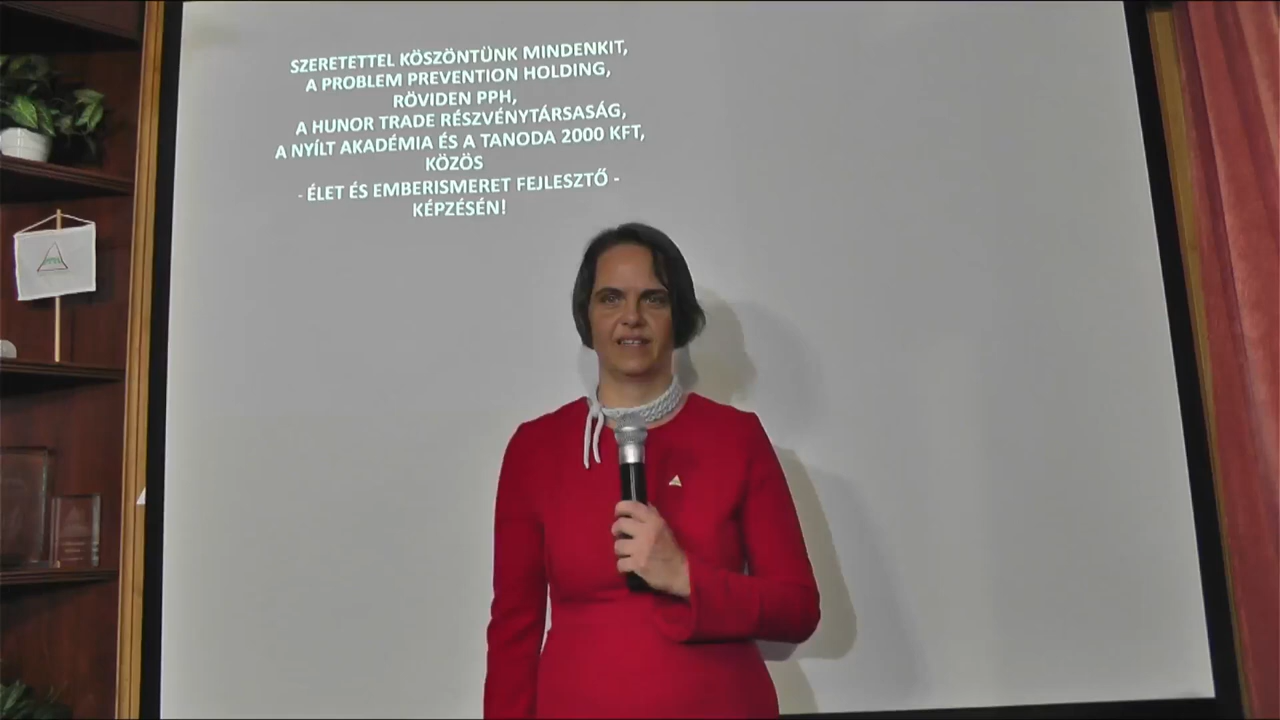 SZERETETTEL KÖSZÖNTÜNK MINDENKIT,
A PROBLEM PREVENTION HOLDING,
RÖVIDEN PPH,
A HUNOR TRADE RÉSZVÉNYTÁRSASÁG,
A NYÍLT AKADÉMIA ÉS A TANODA 2000 KFT,
KÖZÖS
- ÉLET ÉS EMBERISMERET FEJLESZTŐ -
KÉPZÉSÉN!